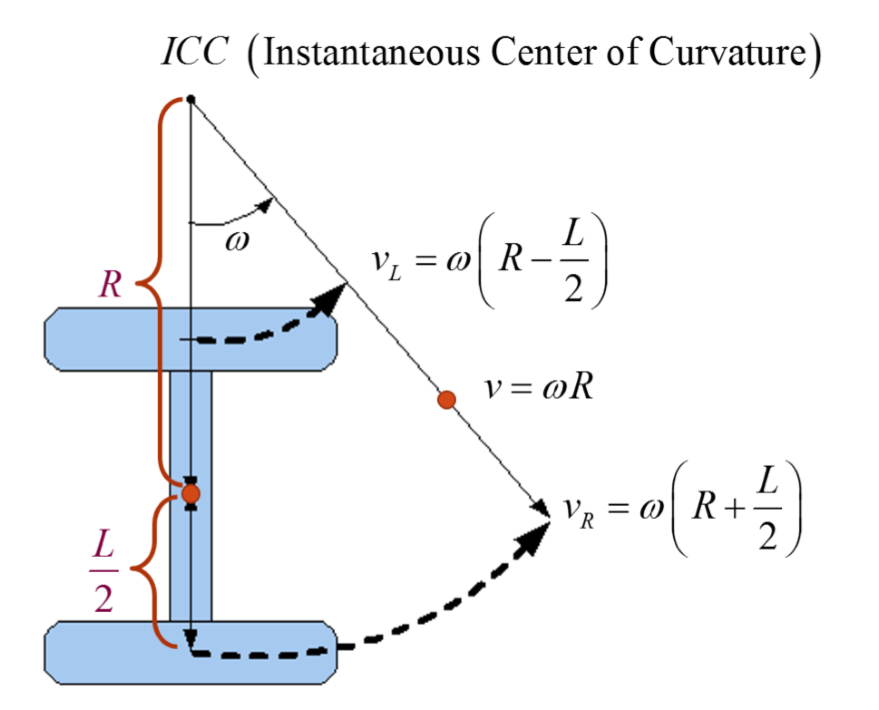 ICC (Instantaneous Center of Curvature)
ω
v_L = ω(R − L/2)
R
v = ωR
v_R = ω(R + L/2)
L/2